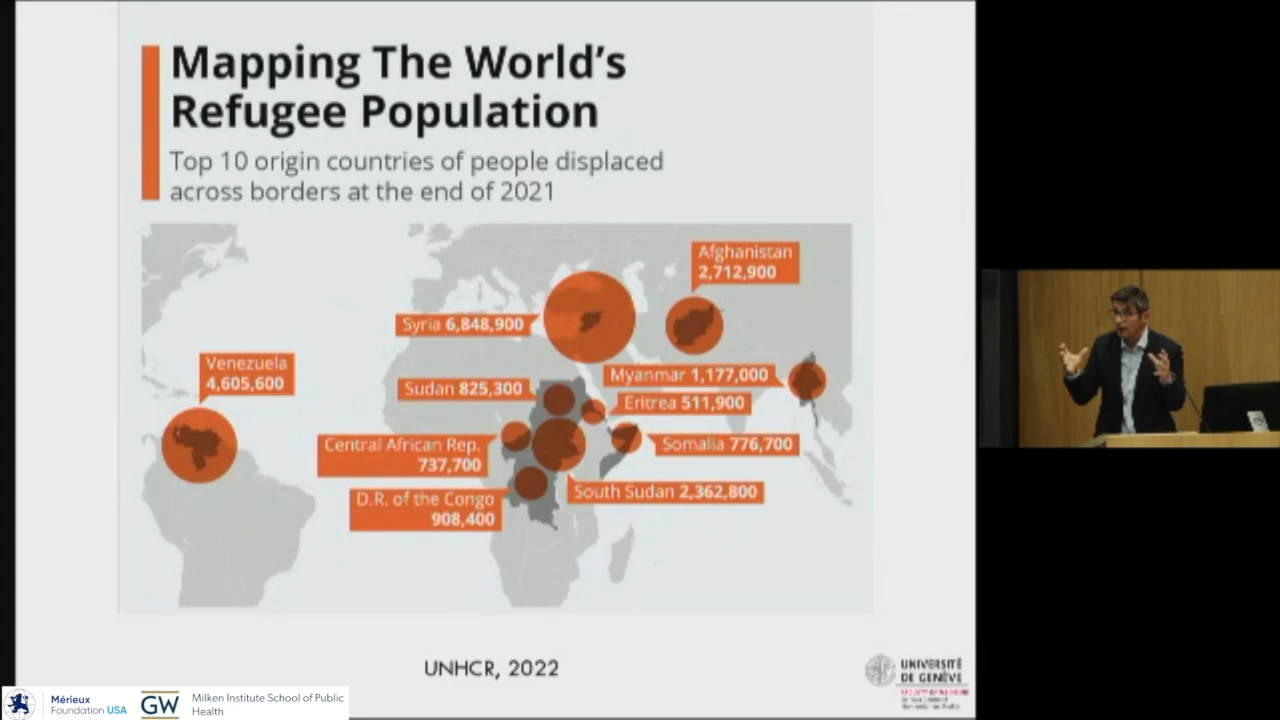 Mapping The World's
Refugee Population
Top 10 origin countries of people displaced
across borders at the end of 2021
Afghanistan
2,712,900
Syria 6,848,900
Venezuela
4,605,600
Myanmar 1,177,000
Sudan 825,300
Eritrea 511,900
Central African Rep.
737,700
Somalia 776,700
D.R. of the Congo
908,400
South Sudan 2,362,800
UNHCR, 2022
UNIVERSITÉ
DE GENÈVE
FACULTY OF MEDICINE
Mérieux
Foundation USA
GW
Milken Institute School of Public
Health